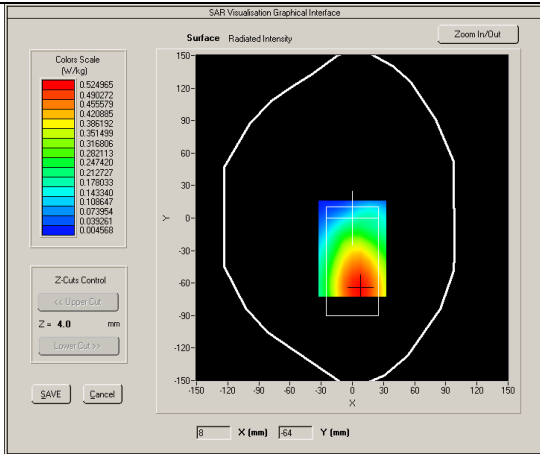 SAR Visualisation Graphical Interface
Surface Radiated Intensity
Zoom In/Out
Colors Scale
(W/kg)
0.524965
0.490272
0.455579
0.420885
0.386192
0.351499
0.316806
0.282113
0.247420
0.212727
0.178033
0.143340
0.108647
0.073954
0.039261
0.004568
Z-Cuts Control
<< Upper Cut
Z = 4.0 mm
Lower Cut >>
SAVE
Cancel
150
120
90
60
30
0
-30
-60
-90
-120
-150
Y
-150 -120 -90 -60 -30 0 30 60 90 120 150
X
8 X (mm) -64 Y (mm)